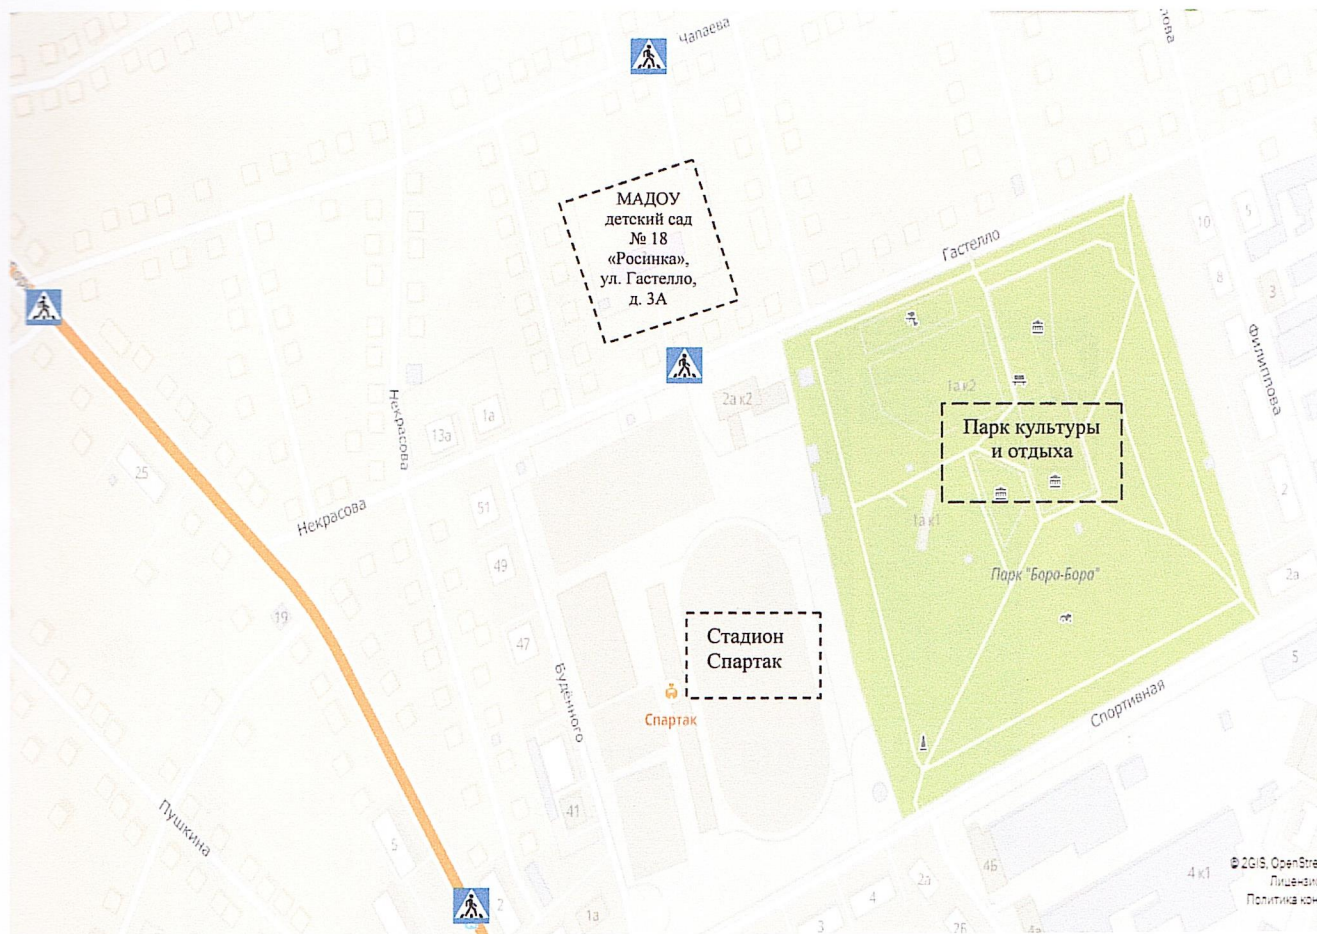 Чапаева
МАДОУ
детский сад
№ 18
«Росинка»,
ул. Гастелло,
д. 3А
Гастелло
10
5
8
3
Филиппова
2а к2
1а к2
Некрасова
13а
1а
Парк культуры
и отдыха
25
2
Некрасова
51
1а к1
49
Парк "Бора-Бора"
2а
19
47
Стадион
Спартак
5
Будённого
Спартак
Спортивная
41
Пушкина
5
4Б
2а
4 к1
© 2GIS, OpenStre
Лицензи
Политика кон
2
1а
4
3
2Б
4а